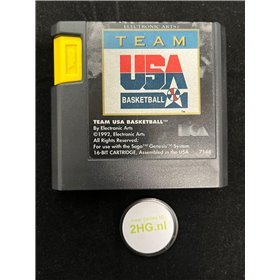 ELECTRONIC ARTS®
TEAM
USA
BASKETBALL
TEAM USA BASKETBALL™
By Electronic Arts
©1992, Electronic Arts
All Rights Reserved.
For use with the Sega™ Genesis™ System
16-BIT CARTRIDGE, Assembled in the USA
2HG.nl